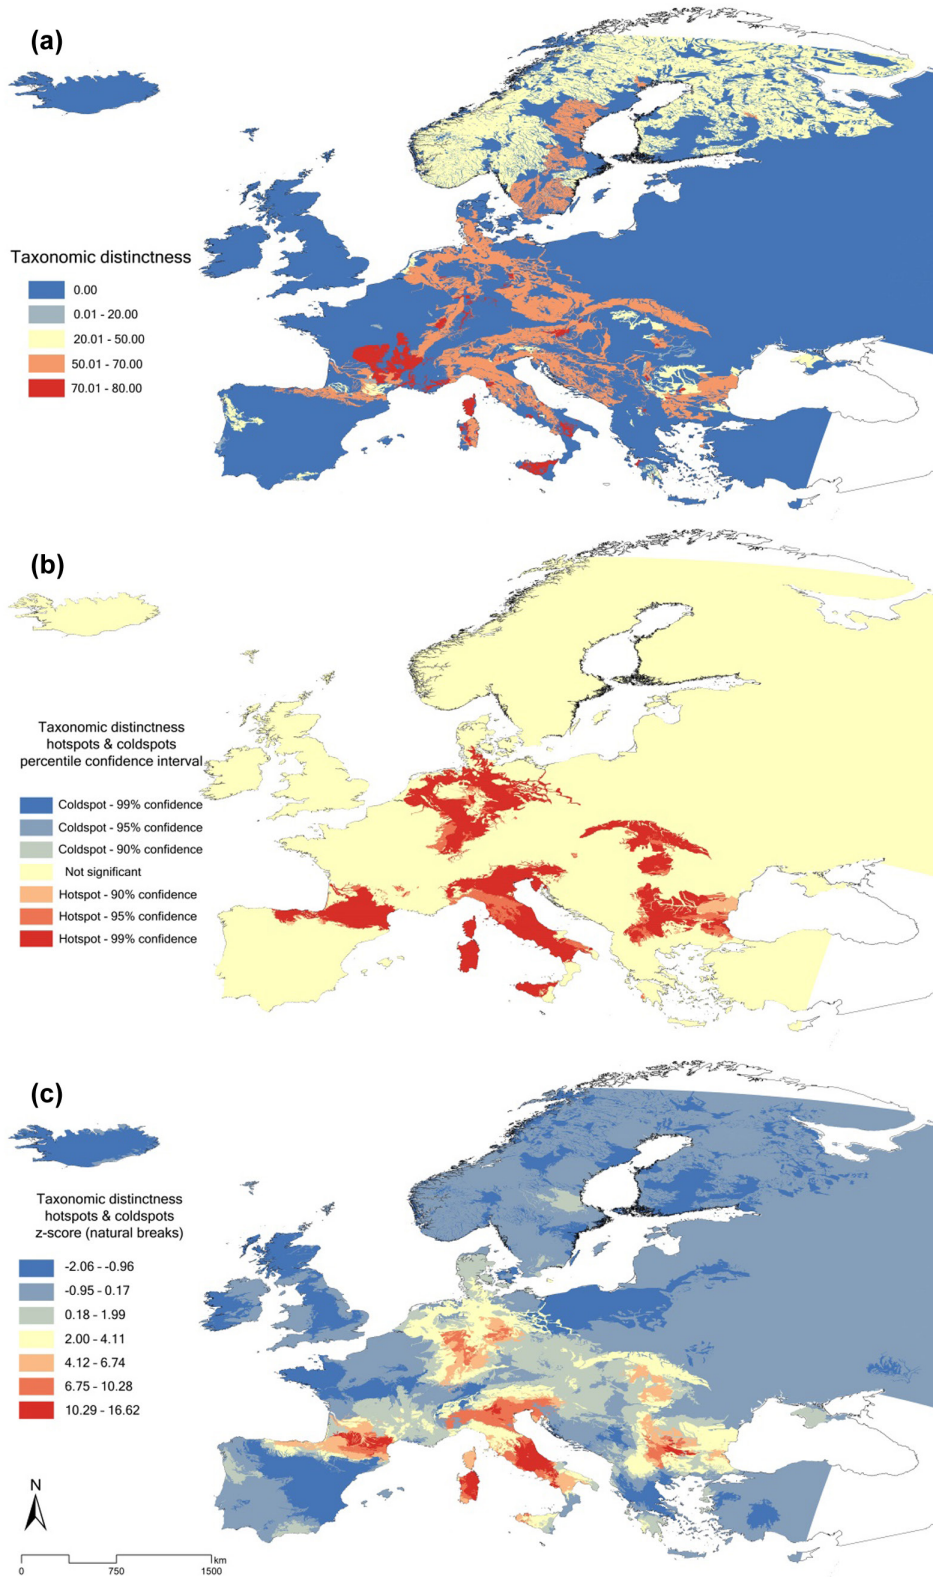 (a)
Taxonomic distinctness
0.00
0.01 - 20.00
20.01 - 50.00
50.01 - 70.00
70.01 - 80.00
(b)
Taxonomic distinctness
hotspots & coldspots
percentile confidence interval
Coldspot - 99% confidence
Coldspot - 95% confidence
Coldspot - 90% confidence
Not significant
Hotspot - 90% confidence
Hotspot - 95% confidence
Hotspot - 99% confidence
(c)
Taxonomic distinctness
hotspots & coldspots
z-score (natural breaks)
-2.06 - -0.96
-0.95 - 0.17
0.18 - 1.99
2.00 - 4.11
4.12 - 6.74
6.75 - 10.28
10.29 - 16.62
N
km
0 750 1500